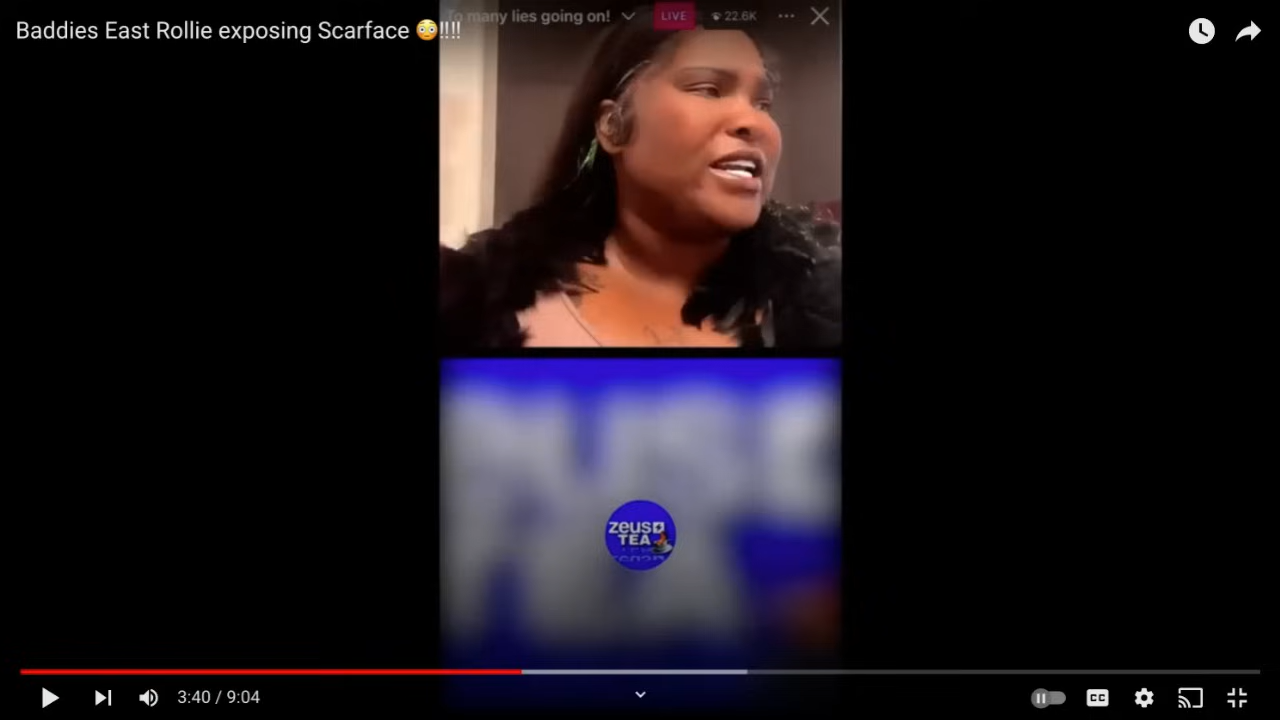 To many lies going on!
LIVE
22.6K
Baddies East Rollie exposing Scarface 😳!!!!
ZEUS
TEA
3:40 / 9:04
CC